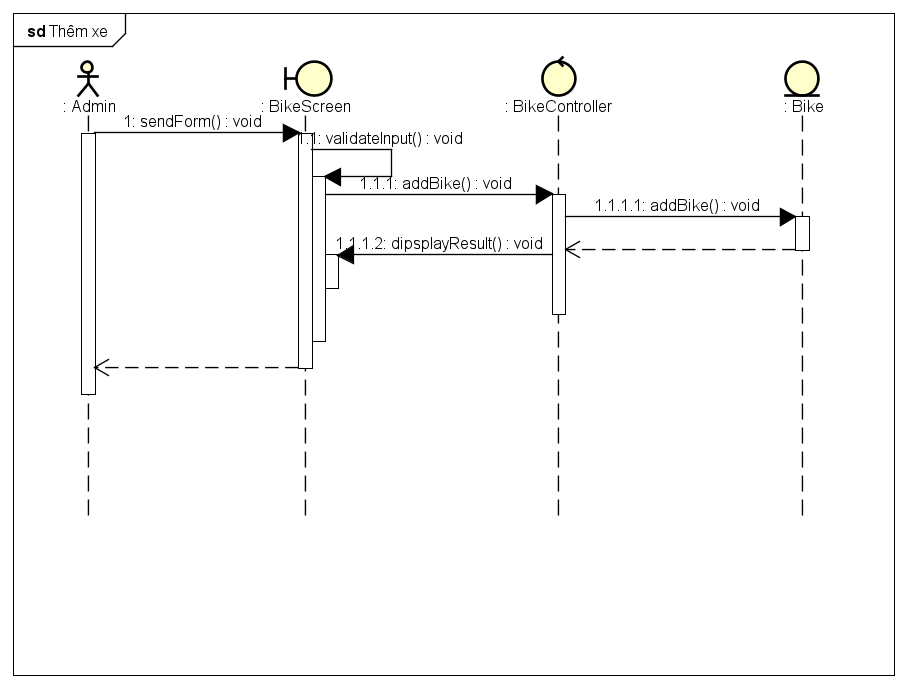 sd Thêm xe
: Admin
: BikeScreen
: BikeController
: Bike
1: sendForm() : void
1.1: validateInput() : void
1.1.1: addBike() : void
1.1.1.1: addBike() : void
1.1.1.2: dipsplayResult() : void